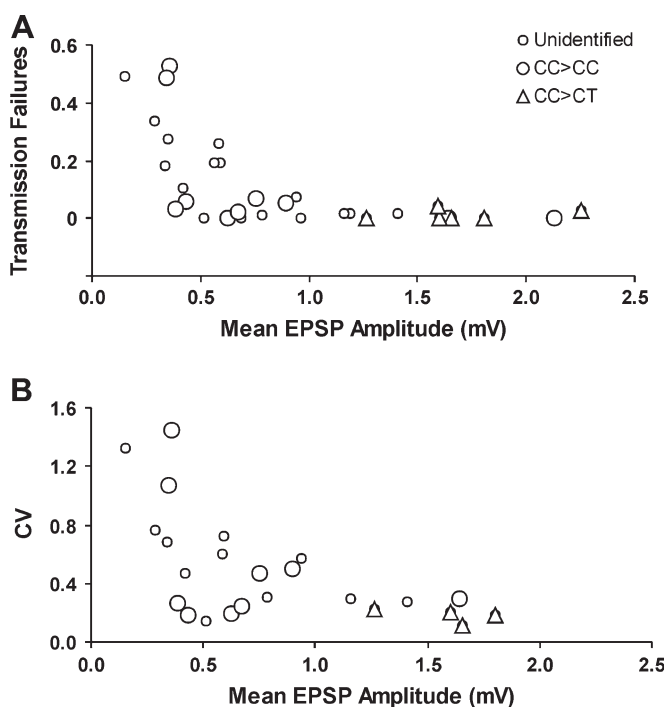 A
Transmission Failures
0.6
0.4
0.2
0
0.0 0.5 1.0 1.5 2.0 2.5
Mean EPSP Amplitude (mV)
Unidentified
CC>CC
CC>CT
B
CV
1.6
1.2
0.8
0.4
0.0
0.0 0.5 1.0 1.5 2.0 2.5
Mean EPSP Amplitude (mV)